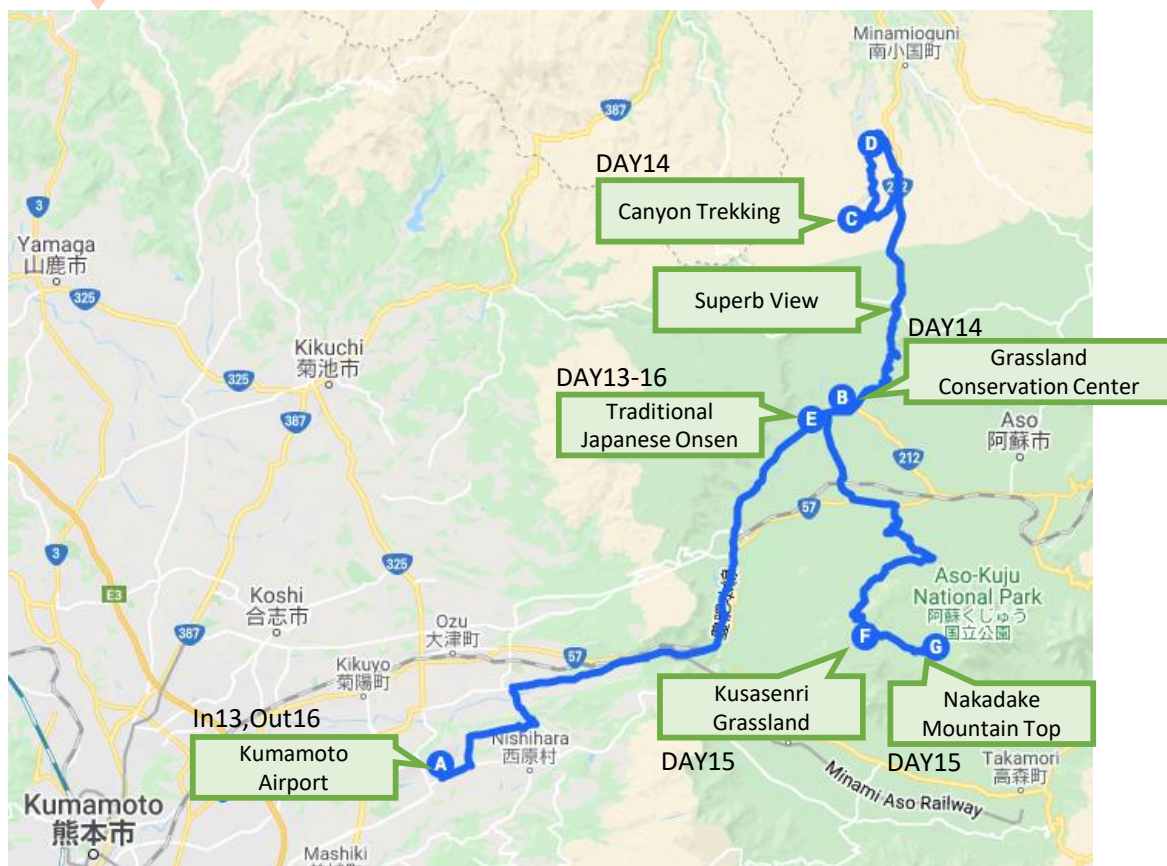 Minamioguni
南小国町
387
D
DAY14
Canyon Trekking
212
C
3
Yamaga
山鹿市
325
Superb View
DAY14
Grassland
Conservation Center
Kikuchi
菊池市
325
DAY13-16
Traditional
Japanese Onsen
B
E
Aso
阿蘇市
387
212
57
3
325
E3
Koshi
合志市
Aso-Kuju
National Park
阿蘇くじゅう
国立公園
387
Ozu
大津町
57
Kikuyo
菊陽町
F
G
In13,Out16
Kumamoto
Airport
A
Nishihara
西原村
Kusasenri
Grassland
Nakadake
Mountain Top
DAY15
DAY15
Takamori
高森町
Minami Aso Railway
Kumamoto
熊本市
Mashiki